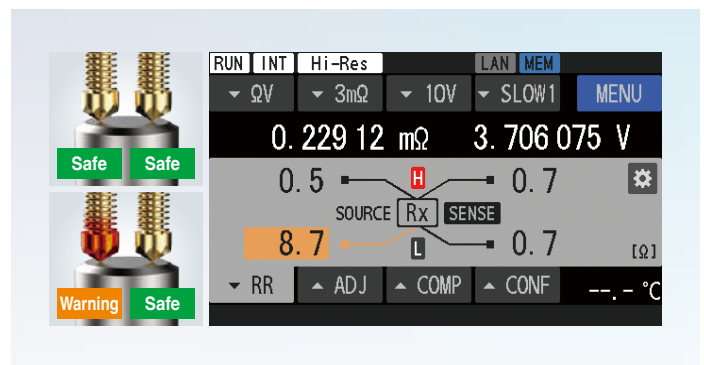 Safe Safe
Warning Safe
RUN INT Hi-Res LAN MEM
ΩV 3mΩ 10V SLOW1 MENU
0.229 12 mΩ 3.706 075 V
0.5 H 0.7
SOURCE Rx SENSE
8.7 L 0.7 [Ω]
RR ADJ COMP CONF --.- °C